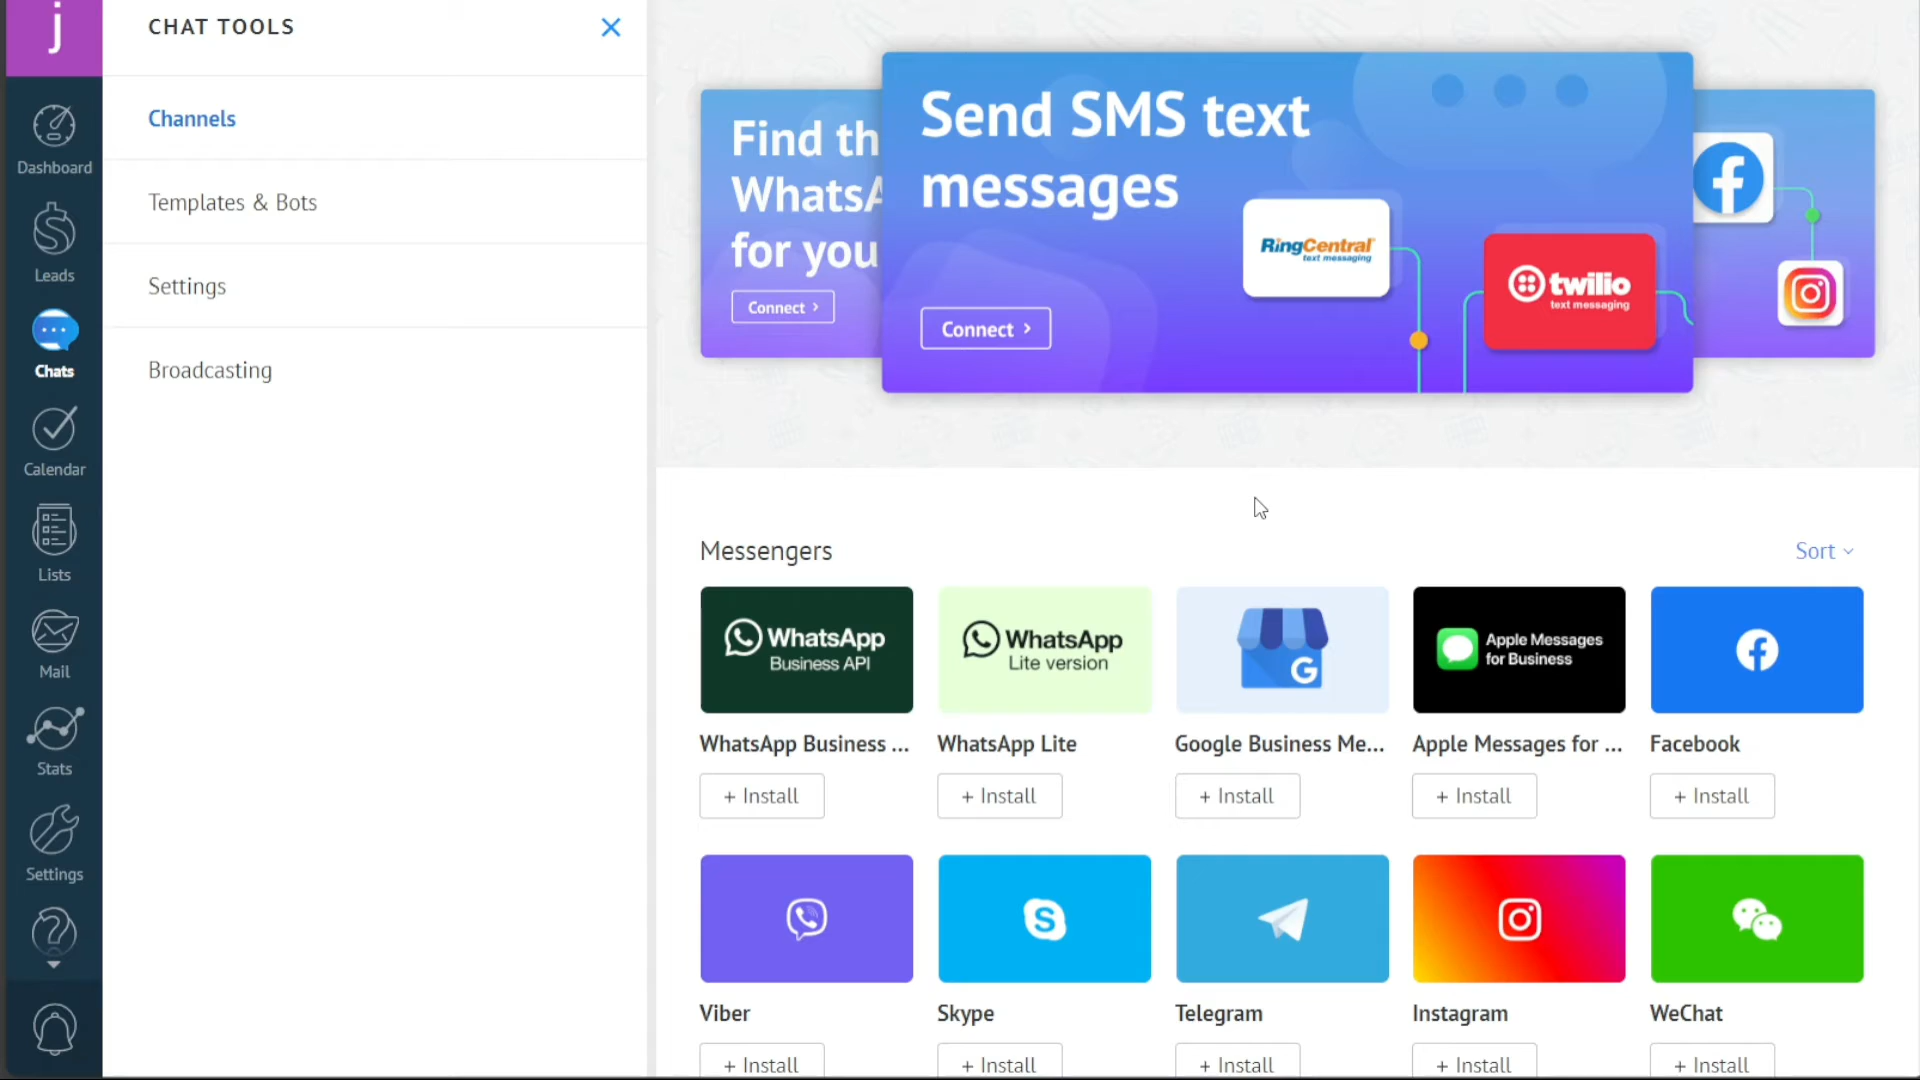 j
CHAT TOOLS
Dashboard
Leads
Chats
Calendar
Lists
Mail
Stats
Settings
Channels
Templates & Bots
Settings
Broadcasting
Find th
WhatsA
for you
Connect
Send SMS text
messages
Connect
RingCentral
text messaging
twilio
text messaging
Messengers
Sort
WhatsApp
Business API
WhatsApp
Lite version
G
Apple Messages
for Business
WhatsApp Business ...
WhatsApp Lite
Google Business Me...
Apple Messages for ...
Facebook
+ Install
+ Install
+ Install
+ Install
+ Install
Viber
Skype
Telegram
Instagram
WeChat
+ Install
+ Install
+ Install
+ Install
+ Install